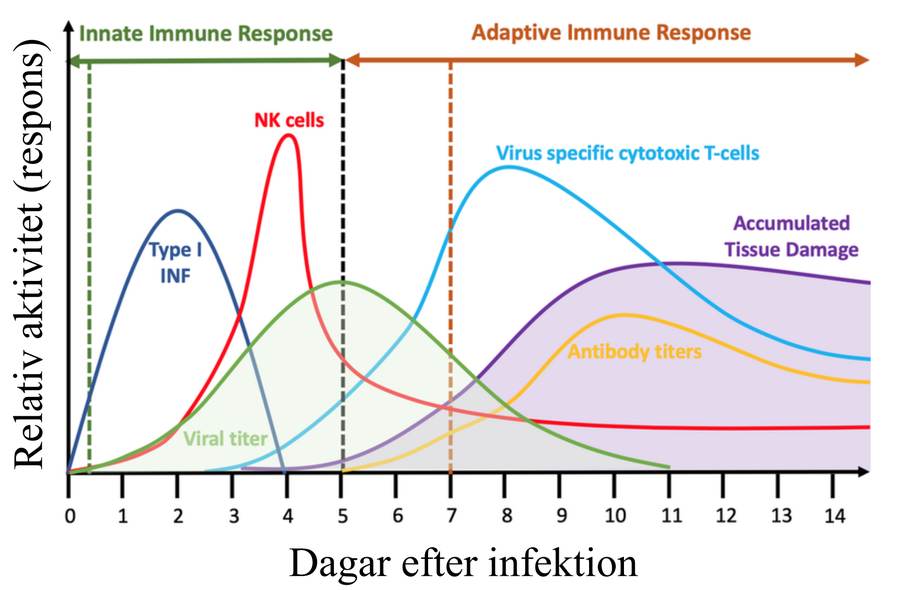 Innate Immune Response
Adaptive Immune Response
Relativ aktivitet (respons)
NK cells
Virus specific cytotoxic T-cells
Type I
INF
Accumulated
Tissue Damage
Antibody titers
Viral titer
0 1 2 3 4 5 6 7 8 9 10 11 12 13 14
Dagar efter infektion